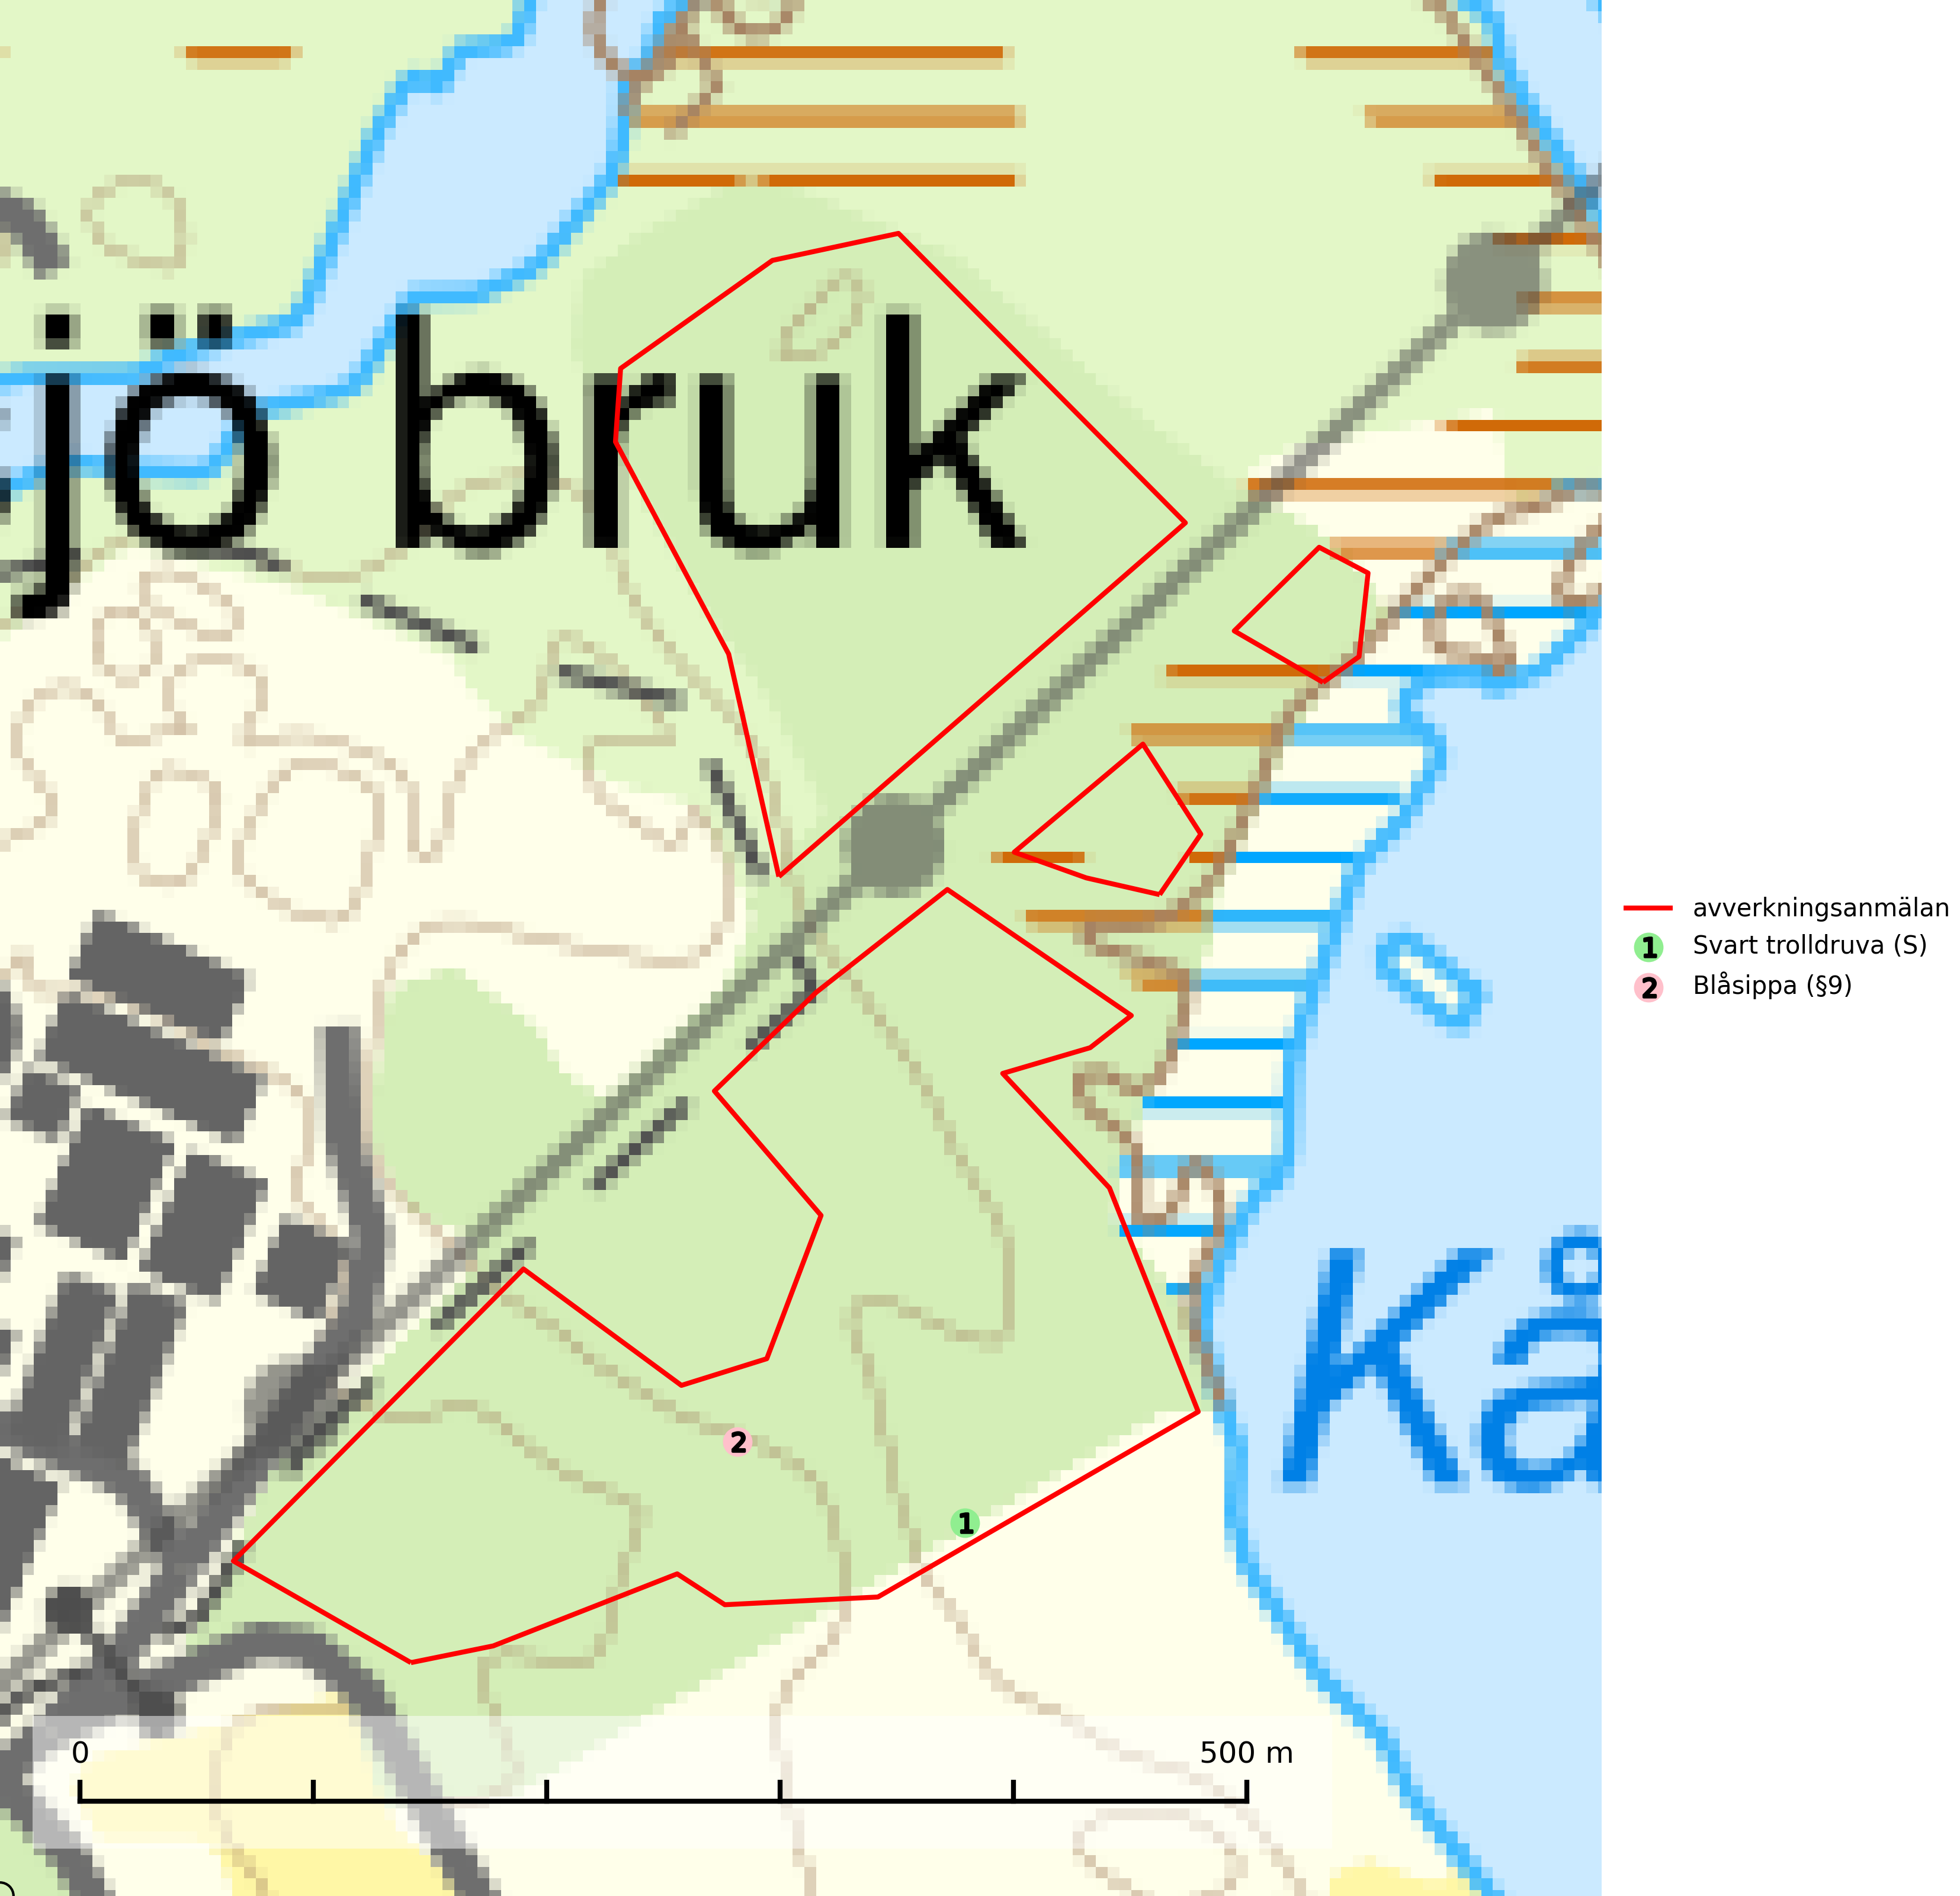 jö bruk
avverkningsanmälan
1 Svart trolldruva (S)
2 Blåsippa (§9)
Kå
2
1
0 500 m